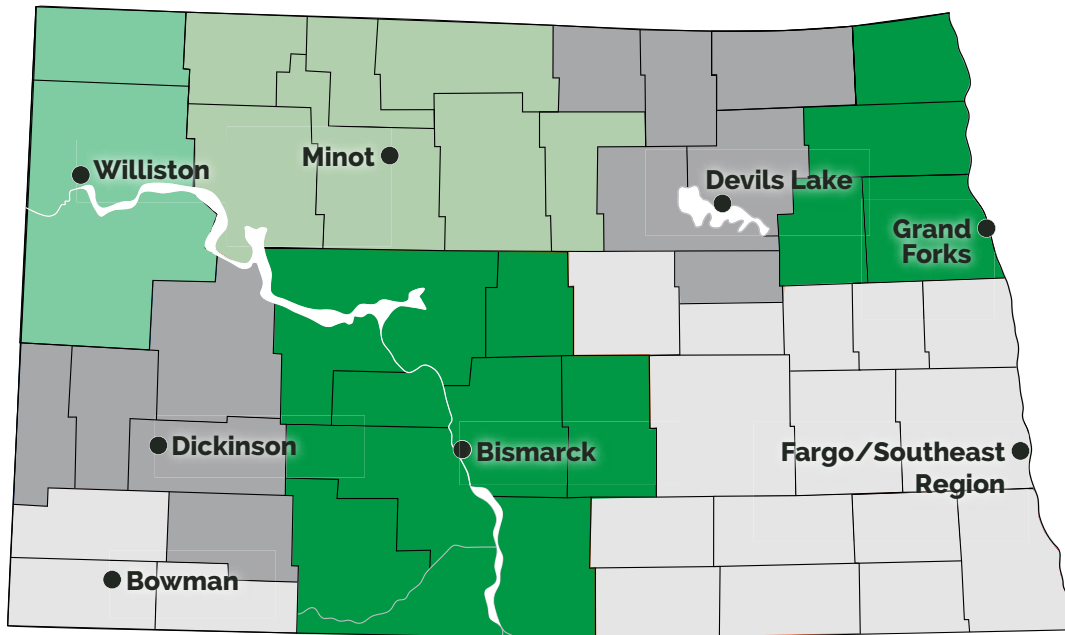 Williston
Minot
Devils Lake
Grand
Forks
Dickinson
Bismarck
Fargo/Southeast
Region
Bowman